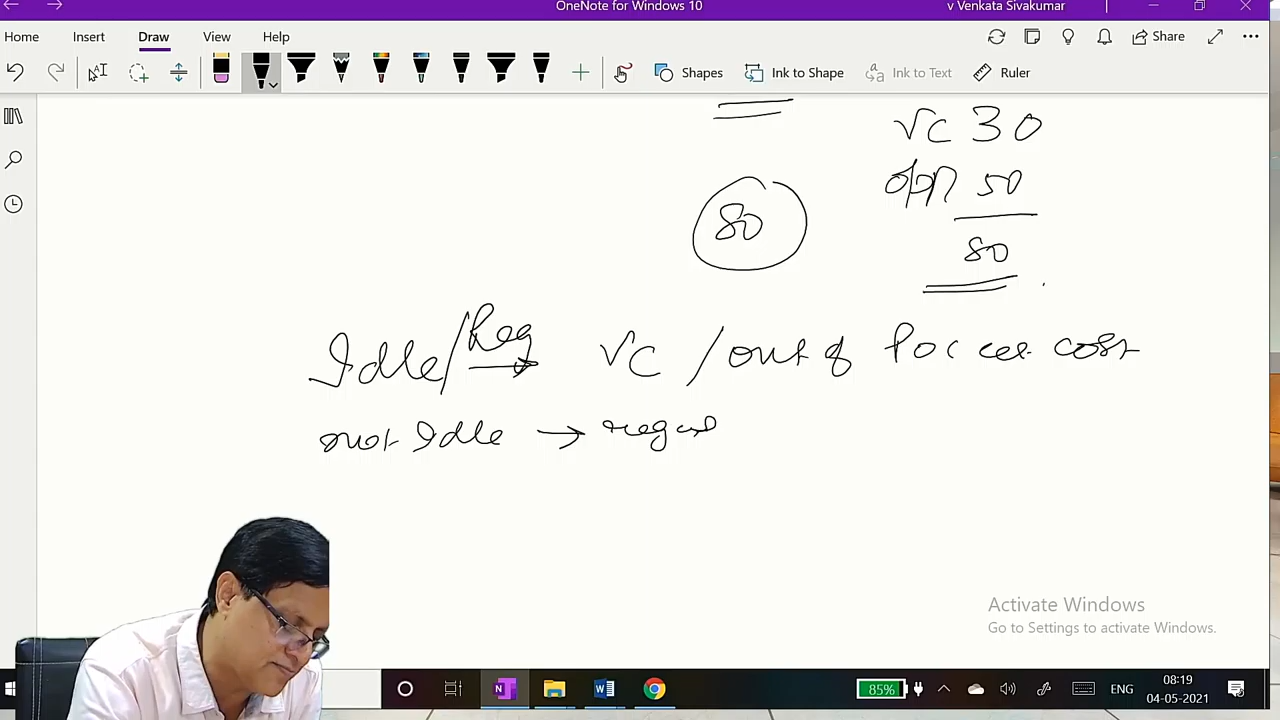 OneNote for Windows 10
v Venkata Sivakumar
Home Insert Draw View Help
Share
Shapes Ink to Shape Ink to Text Ruler
VC 30
opp 50
80
80
Idle/Req → VC / out of Pocket cost
not Idle →
Activate Windows
Go to Settings to activate Windows.
85% ENG 08:19
04-05-2021